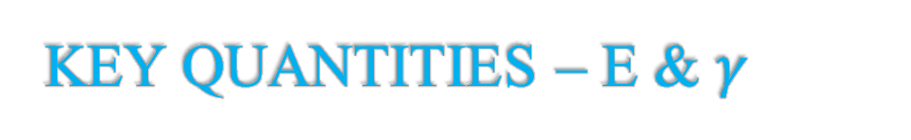 KEY QUANTITIES – E & γ